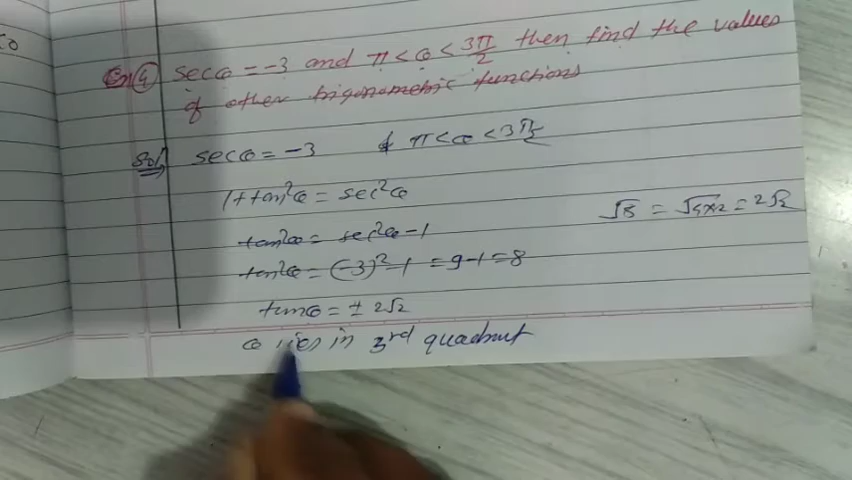 Ex ④ secθ = -3 and π < θ < 3π/2 then find the values
of other trigonometric functions
Sol secθ = -3 & π < θ < 3π/2
1 + tan²θ = sec²θ
√8 = √4×2 = 2√2
tan²θ = sec²θ - 1
tan²θ = (-3)² - 1 = 9 - 1 = 8
tanθ = ± 2√2
θ lies in 3rd quadrant